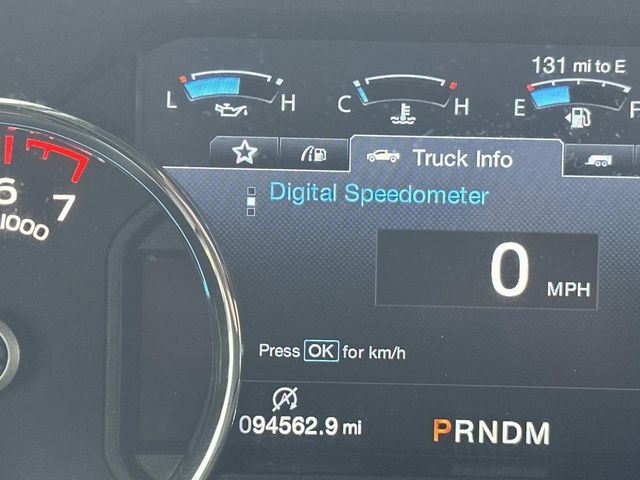 131 mi to E
L H C H E F
Truck Info
Digital Speedometer
6 7
x1000
0 MPH
Press OK for km/h
A
094562.9 mi
PRNDM